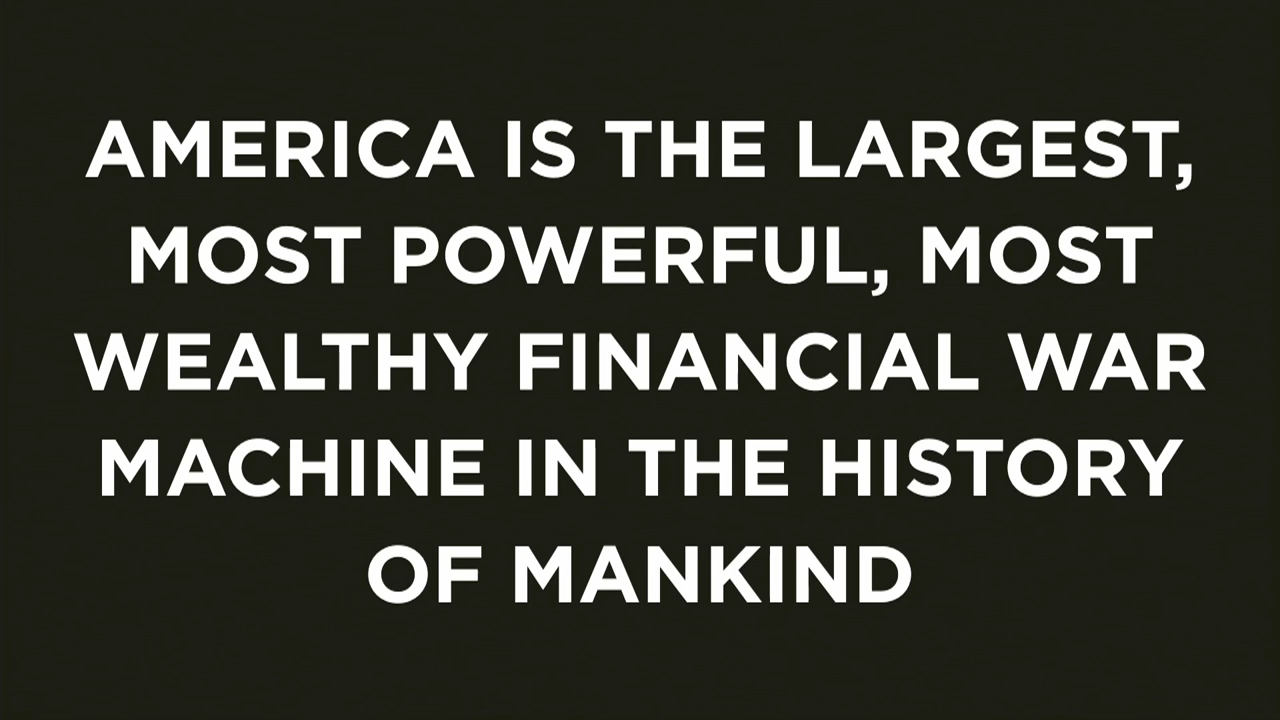 AMERICA IS THE LARGEST,
MOST POWERFUL, MOST
WEALTHY FINANCIAL WAR
MACHINE IN THE HISTORY
OF MANKIND